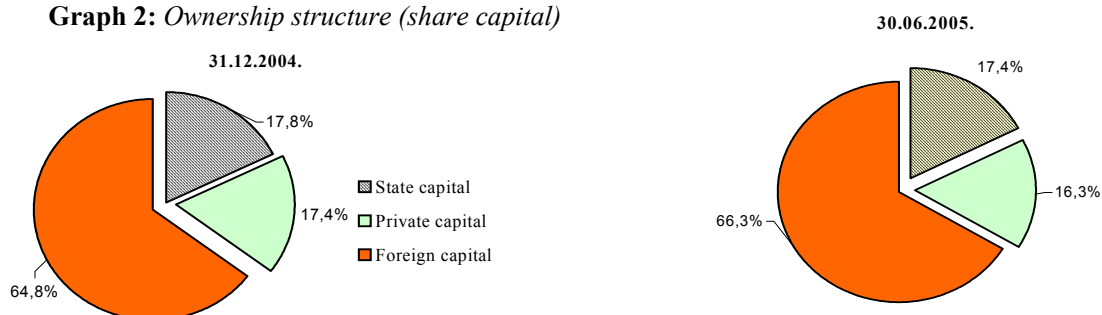 Graph 2: Ownership structure (share capital)
31.12.2004.
17,8%
17,4%
64,8%
State capital
Private capital
Foreign capital
30.06.2005.
17,4%
16,3%
66,3%